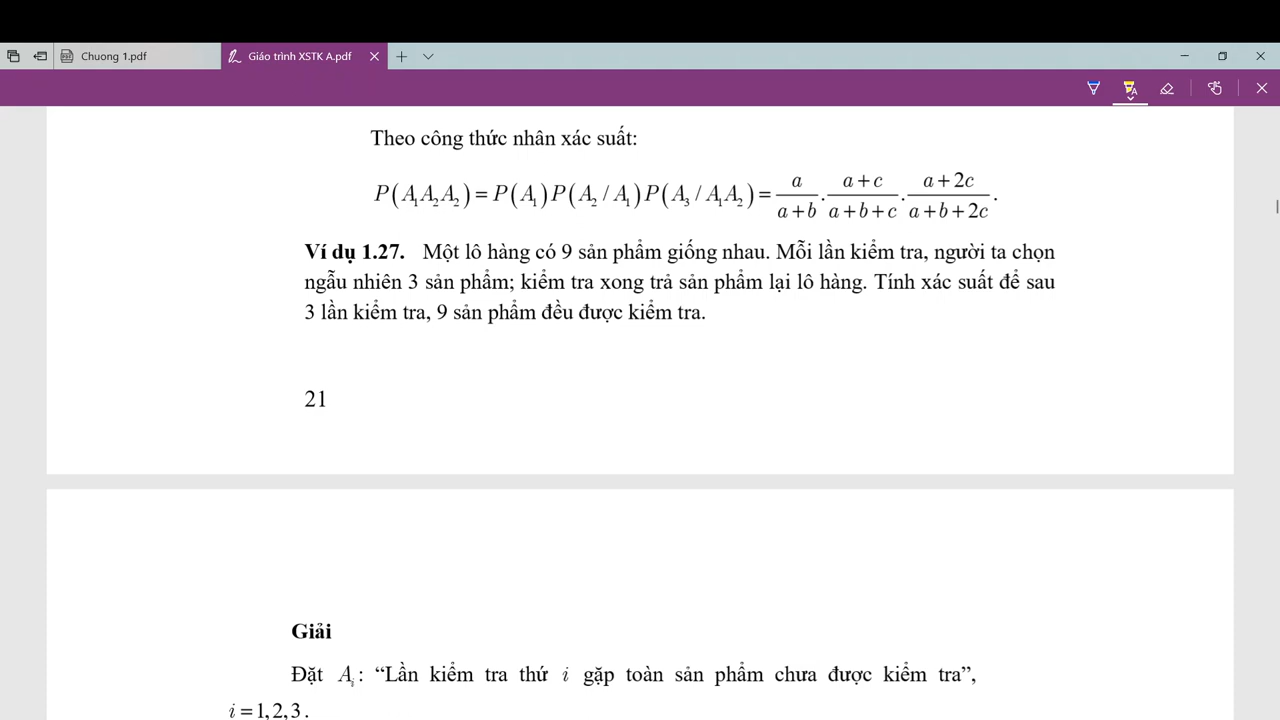 Chuong 1.pdf
Giáo trình XSTK A.pdf
Theo công thức nhân xác suất:
P(A₁A₂A₂) = P(A₁)P(A₂ / A₁)P(A₃ / A₁A₂) = a/(a+b) . (a+c)/(a+b+c) . (a+2c)/(a+b+2c) .
Ví dụ 1.27. Một lô hàng có 9 sản phẩm giống nhau. Mỗi lần kiểm tra, người ta chọn
ngẫu nhiên 3 sản phẩm; kiểm tra xong trả sản phẩm lại lô hàng. Tính xác suất để sau
3 lần kiểm tra, 9 sản phẩm đều được kiểm tra.
21
Giải
Đặt Aᵢ: “Lần kiểm tra thứ i gặp toàn sản phẩm chưa được kiểm tra”,
i = 1,2,3.